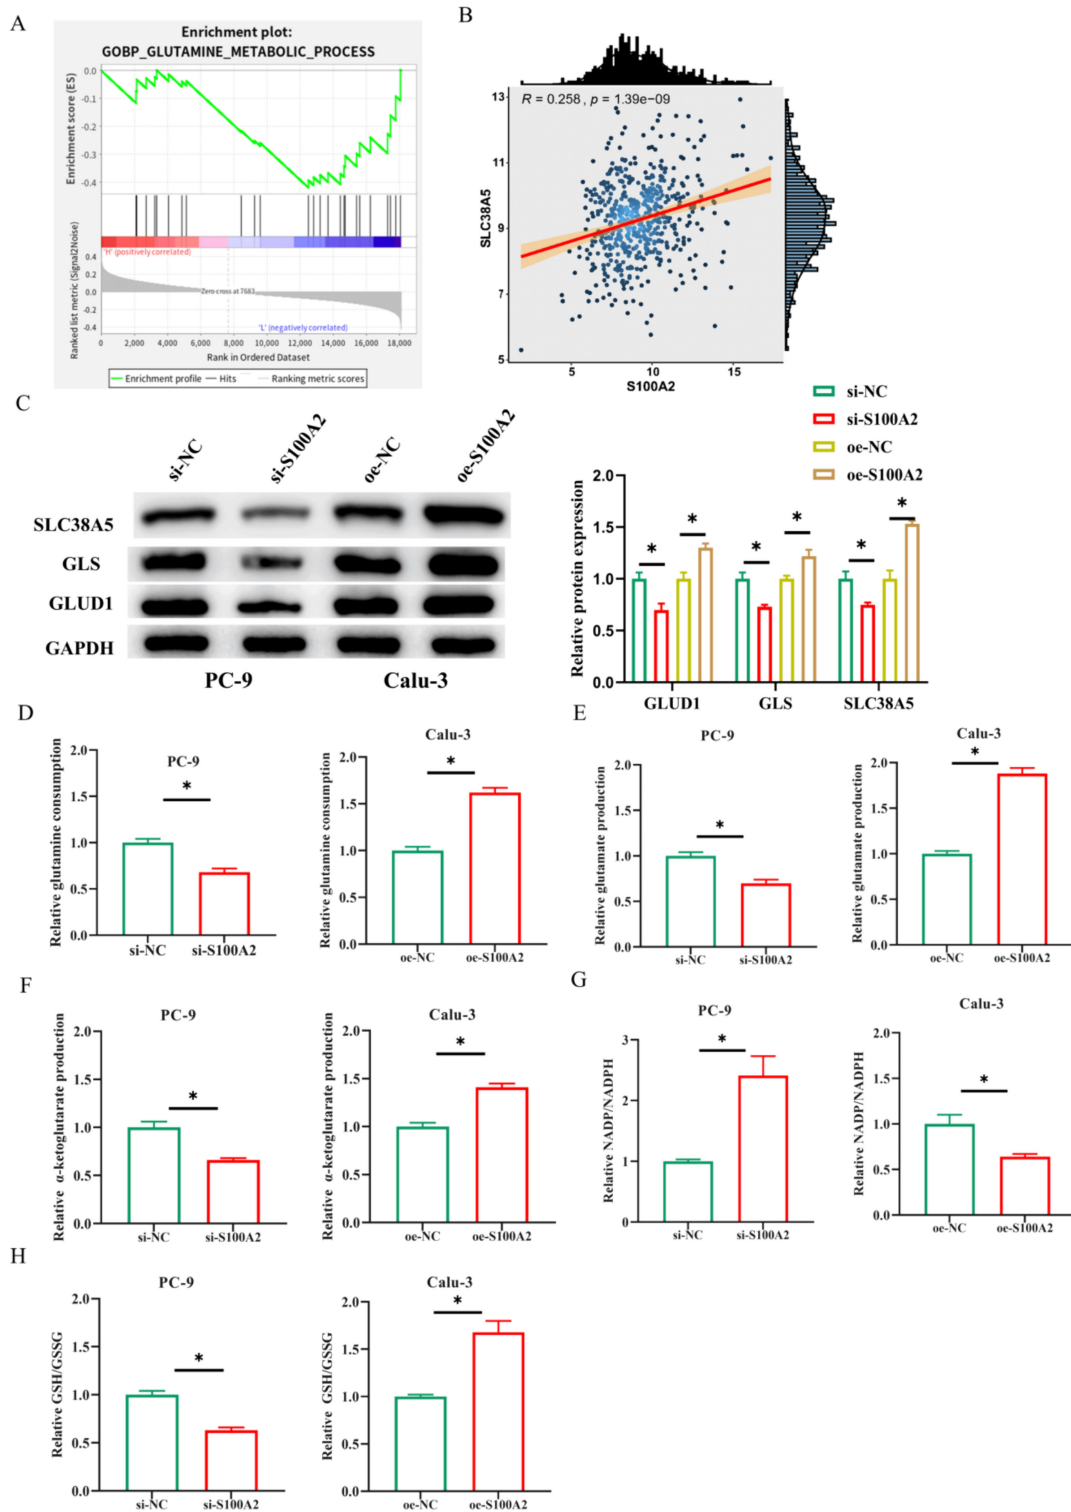 A
Enrichment plot:
GOBP_GLUTAMINE_METABOLIC_PROCESS
Enrichment score (ES)
0.0
-0.1
-0.2
-0.3
-0.4
'H' (positively correlated)
Ranked list metric (Signal2Noise)
0.4
0.2
0.0
-0.2
-0.4
Zero cross at 7683
'L' (negatively correlated)
0 2,000 4,000 6,000 8,000 10,000 12,000 14,000 16,000 18,000
Rank in Ordered Dataset
Enrichment profile Hits Ranking metric scores
B
R = 0.258 , p = 1.39e−09
SLC38A5
13
11
9
7
5
5 10 15
S100A2
C
si-NC si-S100A2 oe-NC oe-S100A2
SLC38A5
GLS
GLUD1
GAPDH
PC-9 Calu-3
si-NC
si-S100A2
oe-NC
oe-S100A2
Relative protein expression
2.0
1.5
1.0
0.5
0.0
* * * * * *
GLUD1 GLS SLC38A5
D
PC-9
Relative glutamine consumption
2.0
1.5
1.0
0.5
0.0
*
si-NC si-S100A2
Calu-3
Relative glutamine consumption
2.0
1.5
1.0
0.5
0.0
*
oe-NC oe-S100A2
E
PC-9
Relative glutamate production
2.0
1.5
1.0
0.5
0.0
*
si-NC si-S100A2
Calu-3
Relative glutamate production
2.0
1.5
1.0
0.5
0.0
*
oe-NC oe-S100A2
F
PC-9
Relative α-ketoglutarate production
2.0
1.5
1.0
0.5
0.0
*
si-NC si-S100A2
Calu-3
Relative α-ketoglutarate production
2.0
1.5
1.0
0.5
0.0
*
oe-NC oe-S100A2
G
PC-9
Relative NADP/NADPH
3
2
1
0
*
si-NC si-S100A2
Calu-3
Relative NADP/NADPH
2.0
1.5
1.0
0.5
0.0
*
oe-NC oe-S100A2
H
PC-9
Relative GSH/GSSG
2.0
1.5
1.0
0.5
0.0
*
si-NC si-S100A2
Calu-3
Relative GSH/GSSG
2.0
1.5
1.0
0.5
0.0
*
oe-NC oe-S100A2